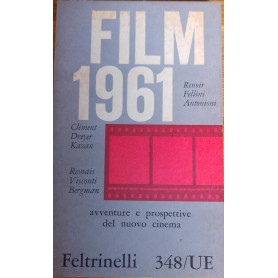 FILM
1961
Renoir
Fellini
Antonioni
Clément
Dreyer
Kazan
Resnais
Visconti
Bergman
avventure e prospettive
del nuovo cinema
Feltrinelli 348/UE